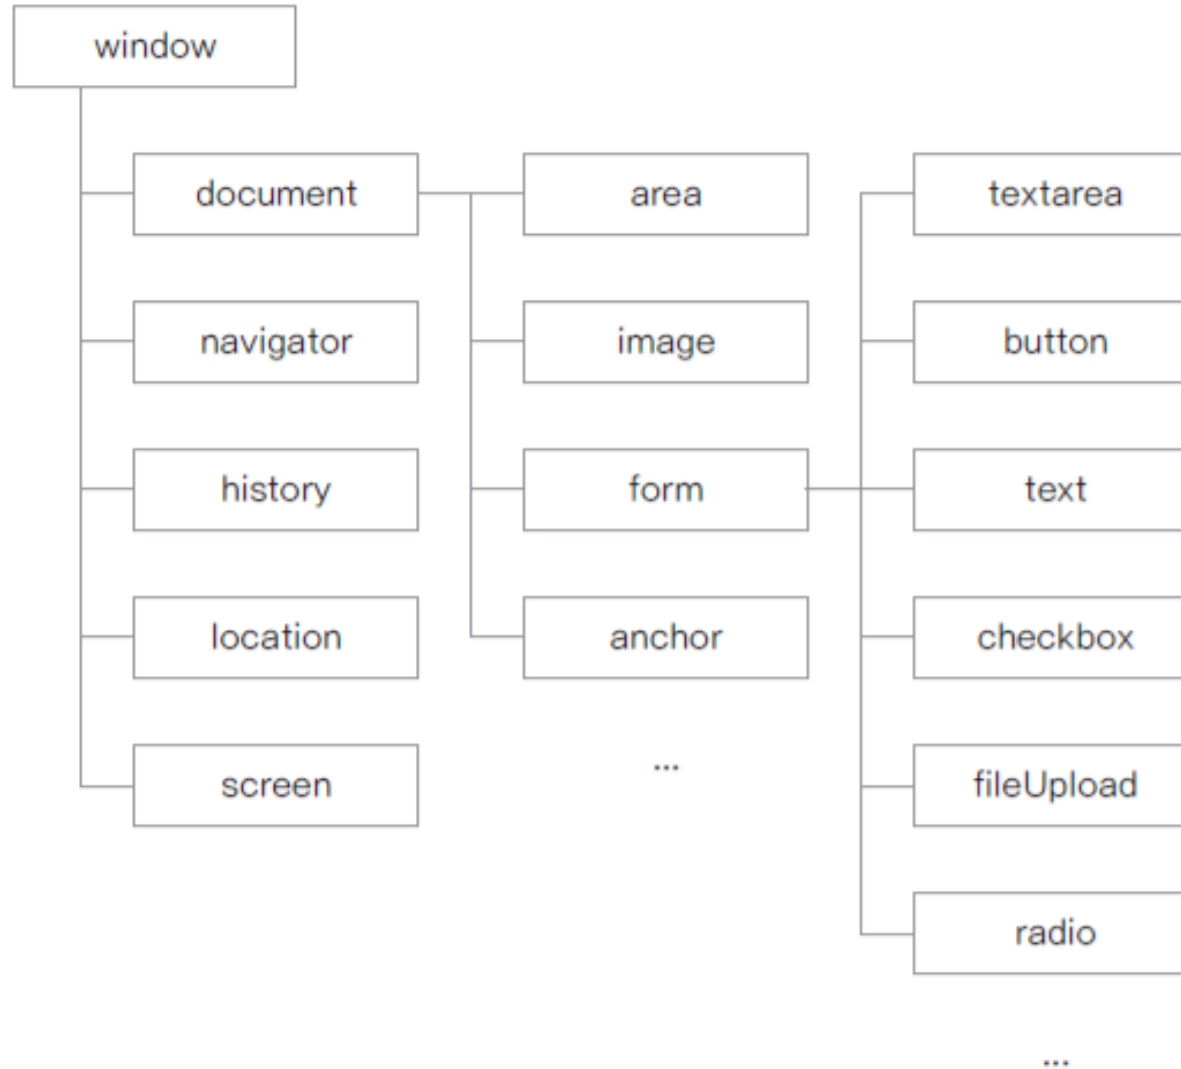 window
document
area
textarea
navigator
image
button
history
form
text
location
anchor
checkbox
...
screen
fileUpload
radio
...